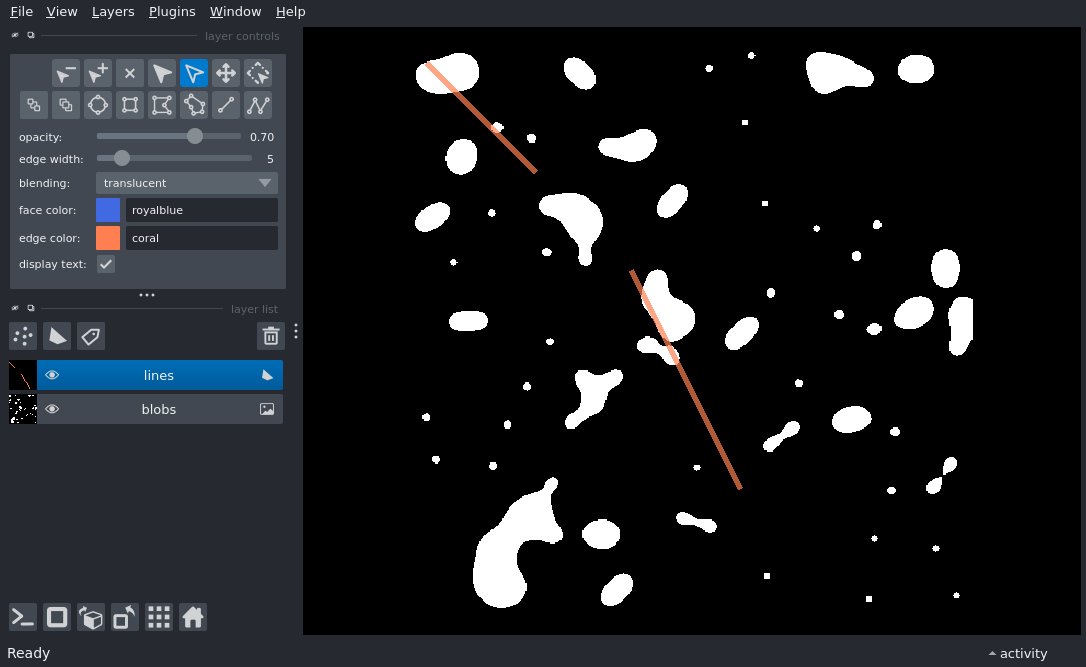 File View Layers Plugins Window Help
layer controls
opacity: 0.70
edge width: 5
blending: translucent
face color: royalblue
edge color: coral
display text:
layer list
lines
blobs
Ready
activity